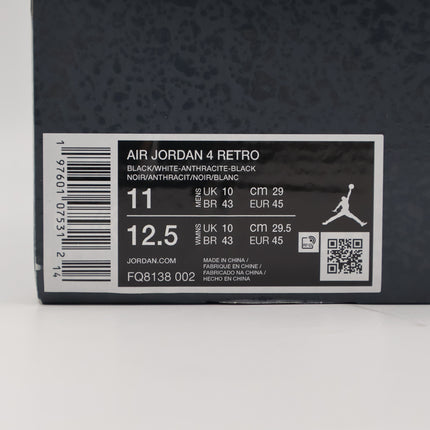 AIR JORDAN 4 RETRO
BLACK/WHITE-ANTHRACITE-BLACK
NOIR/ANTHRACIT/NOIR/BLANC
11 MENS UK 10 cm 29
BR 43 EUR 45
12.5 WMNS UK 10 cm 29.5
BR 43 EUR 45
JORDAN.COM
FQ8138 002
MADE IN CHINA /
FABRIQUE EN CHINE /
FABRICADO NA CHINA /
HECHO EN CHINA
1 97601 07531 2 14